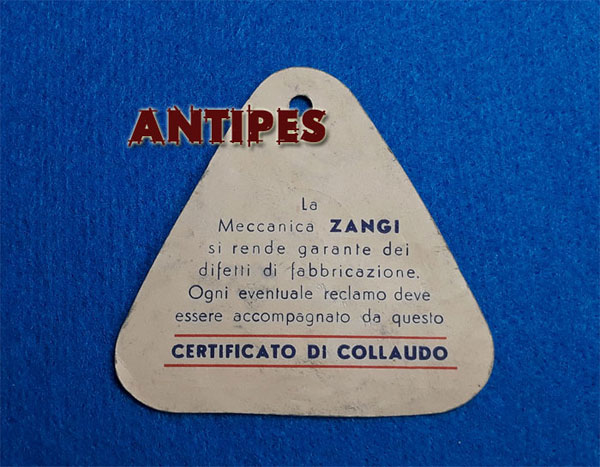 ANTIPES
La
Meccanica ZANGI
si rende garante dei
difetti di fabbricazione.
Ogni eventuale reclamo deve
essere accompagnato da questo
CERTIFICATO DI COLLAUDO